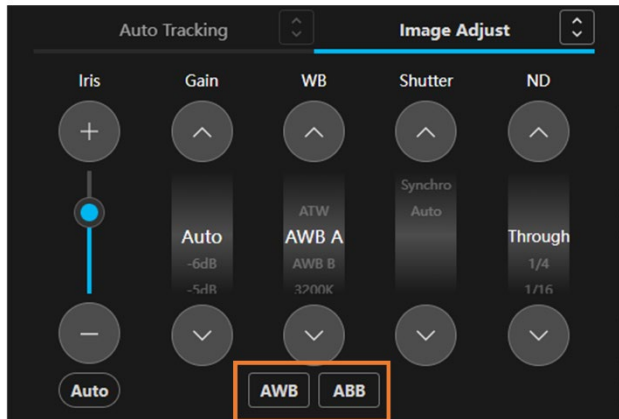 Auto Tracking
Image Adjust
Iris
Gain
WB
Shutter
ND
Synchro
ATW
Auto
Auto
AWB A
Through
-6dB
AWB B
1/4
-5dB
3200K
1/16
Auto
AWB
ABB